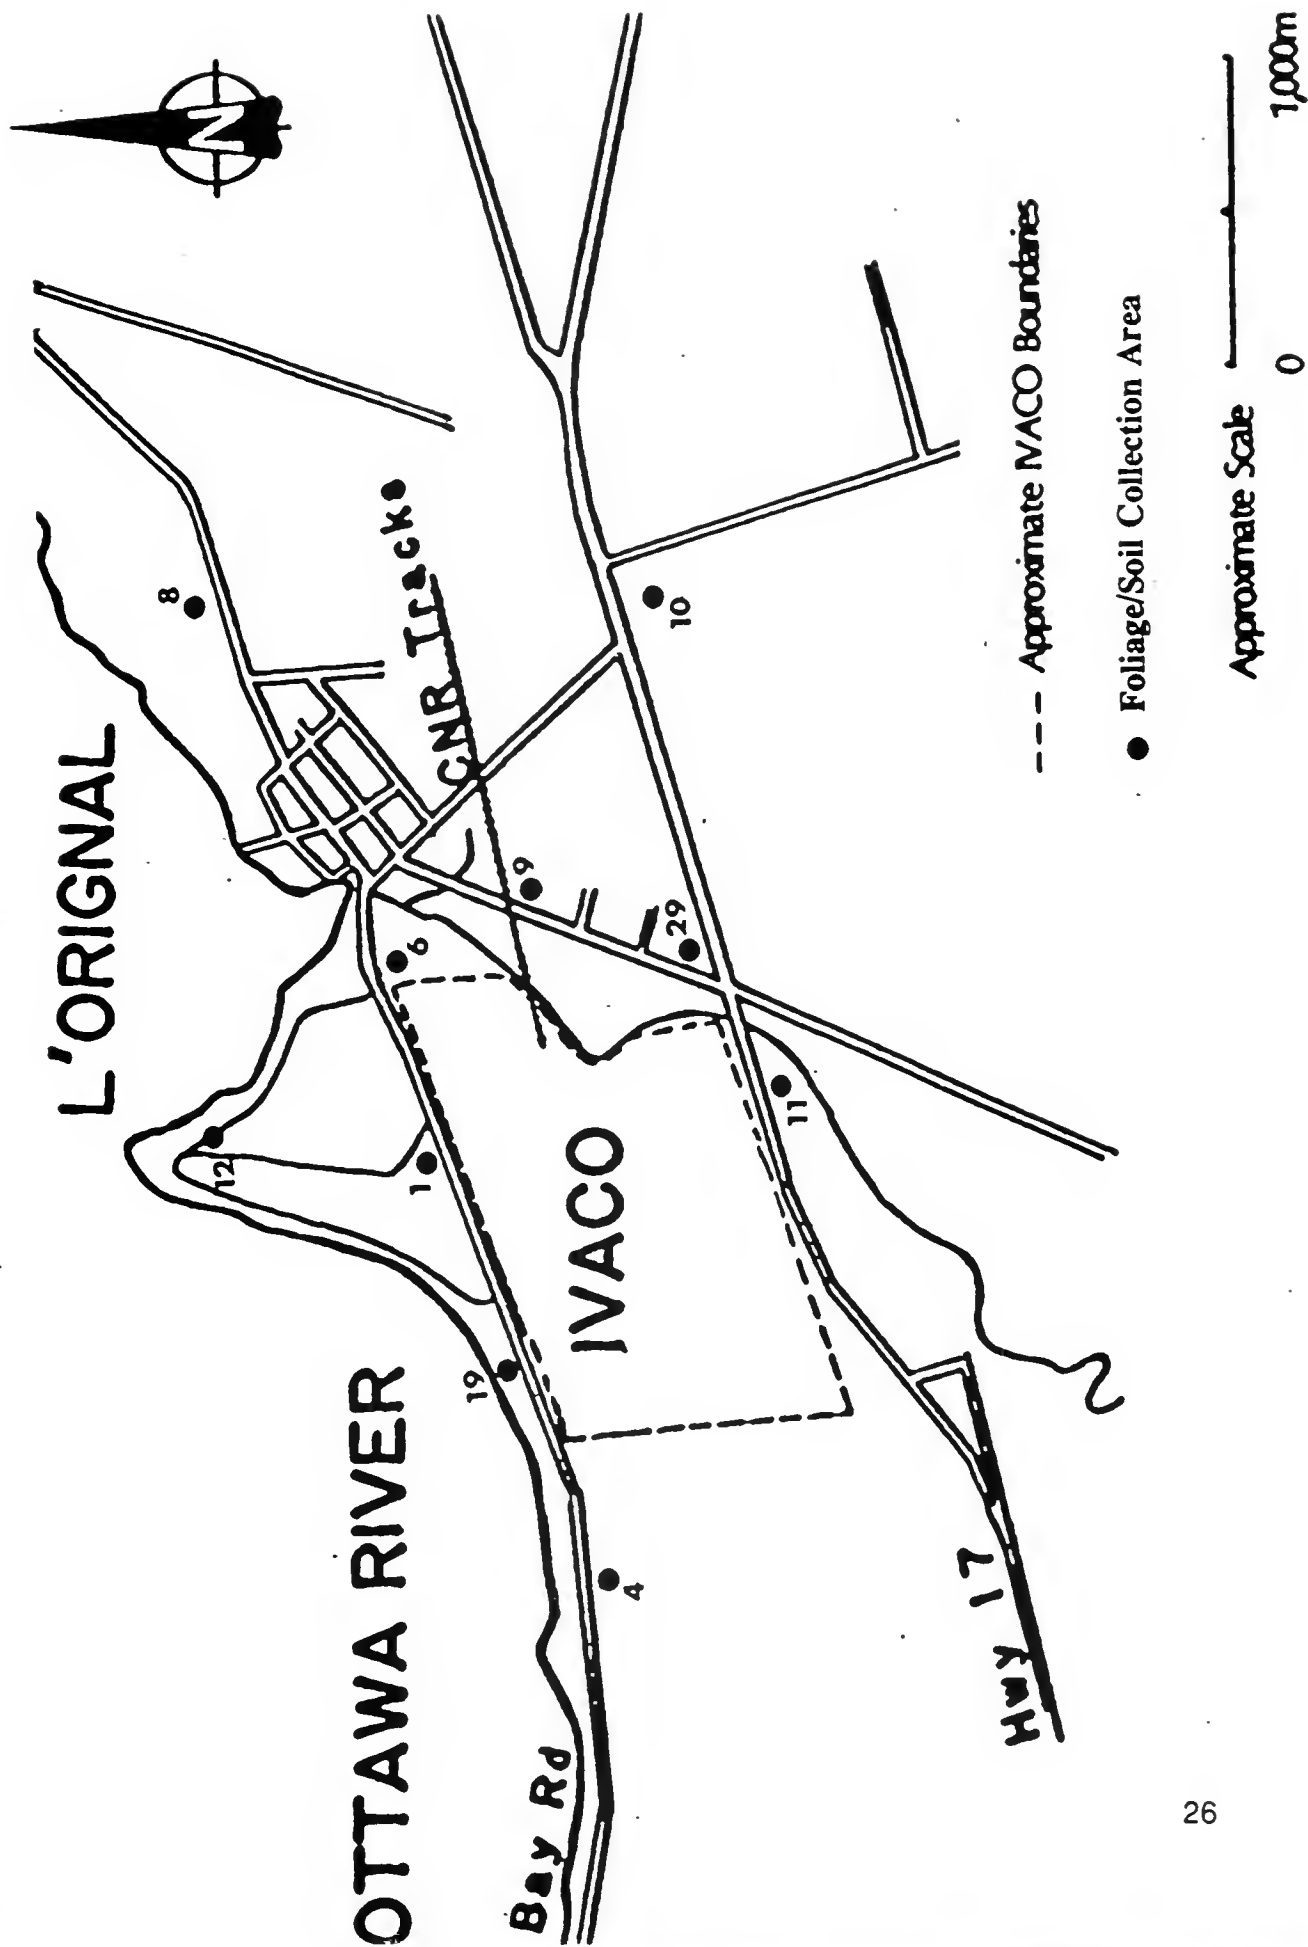 L'ORIGNAL
OTTAWA RIVER
IVACO
Bay Rd
Hwy 17
CNR Tracks
N
8
12
6
1
9
19
29
10
4
11
--- Approximate IVACO Boundaries
● Foliage/Soil Collection Area
Approximate Scale
0 1,000m
26